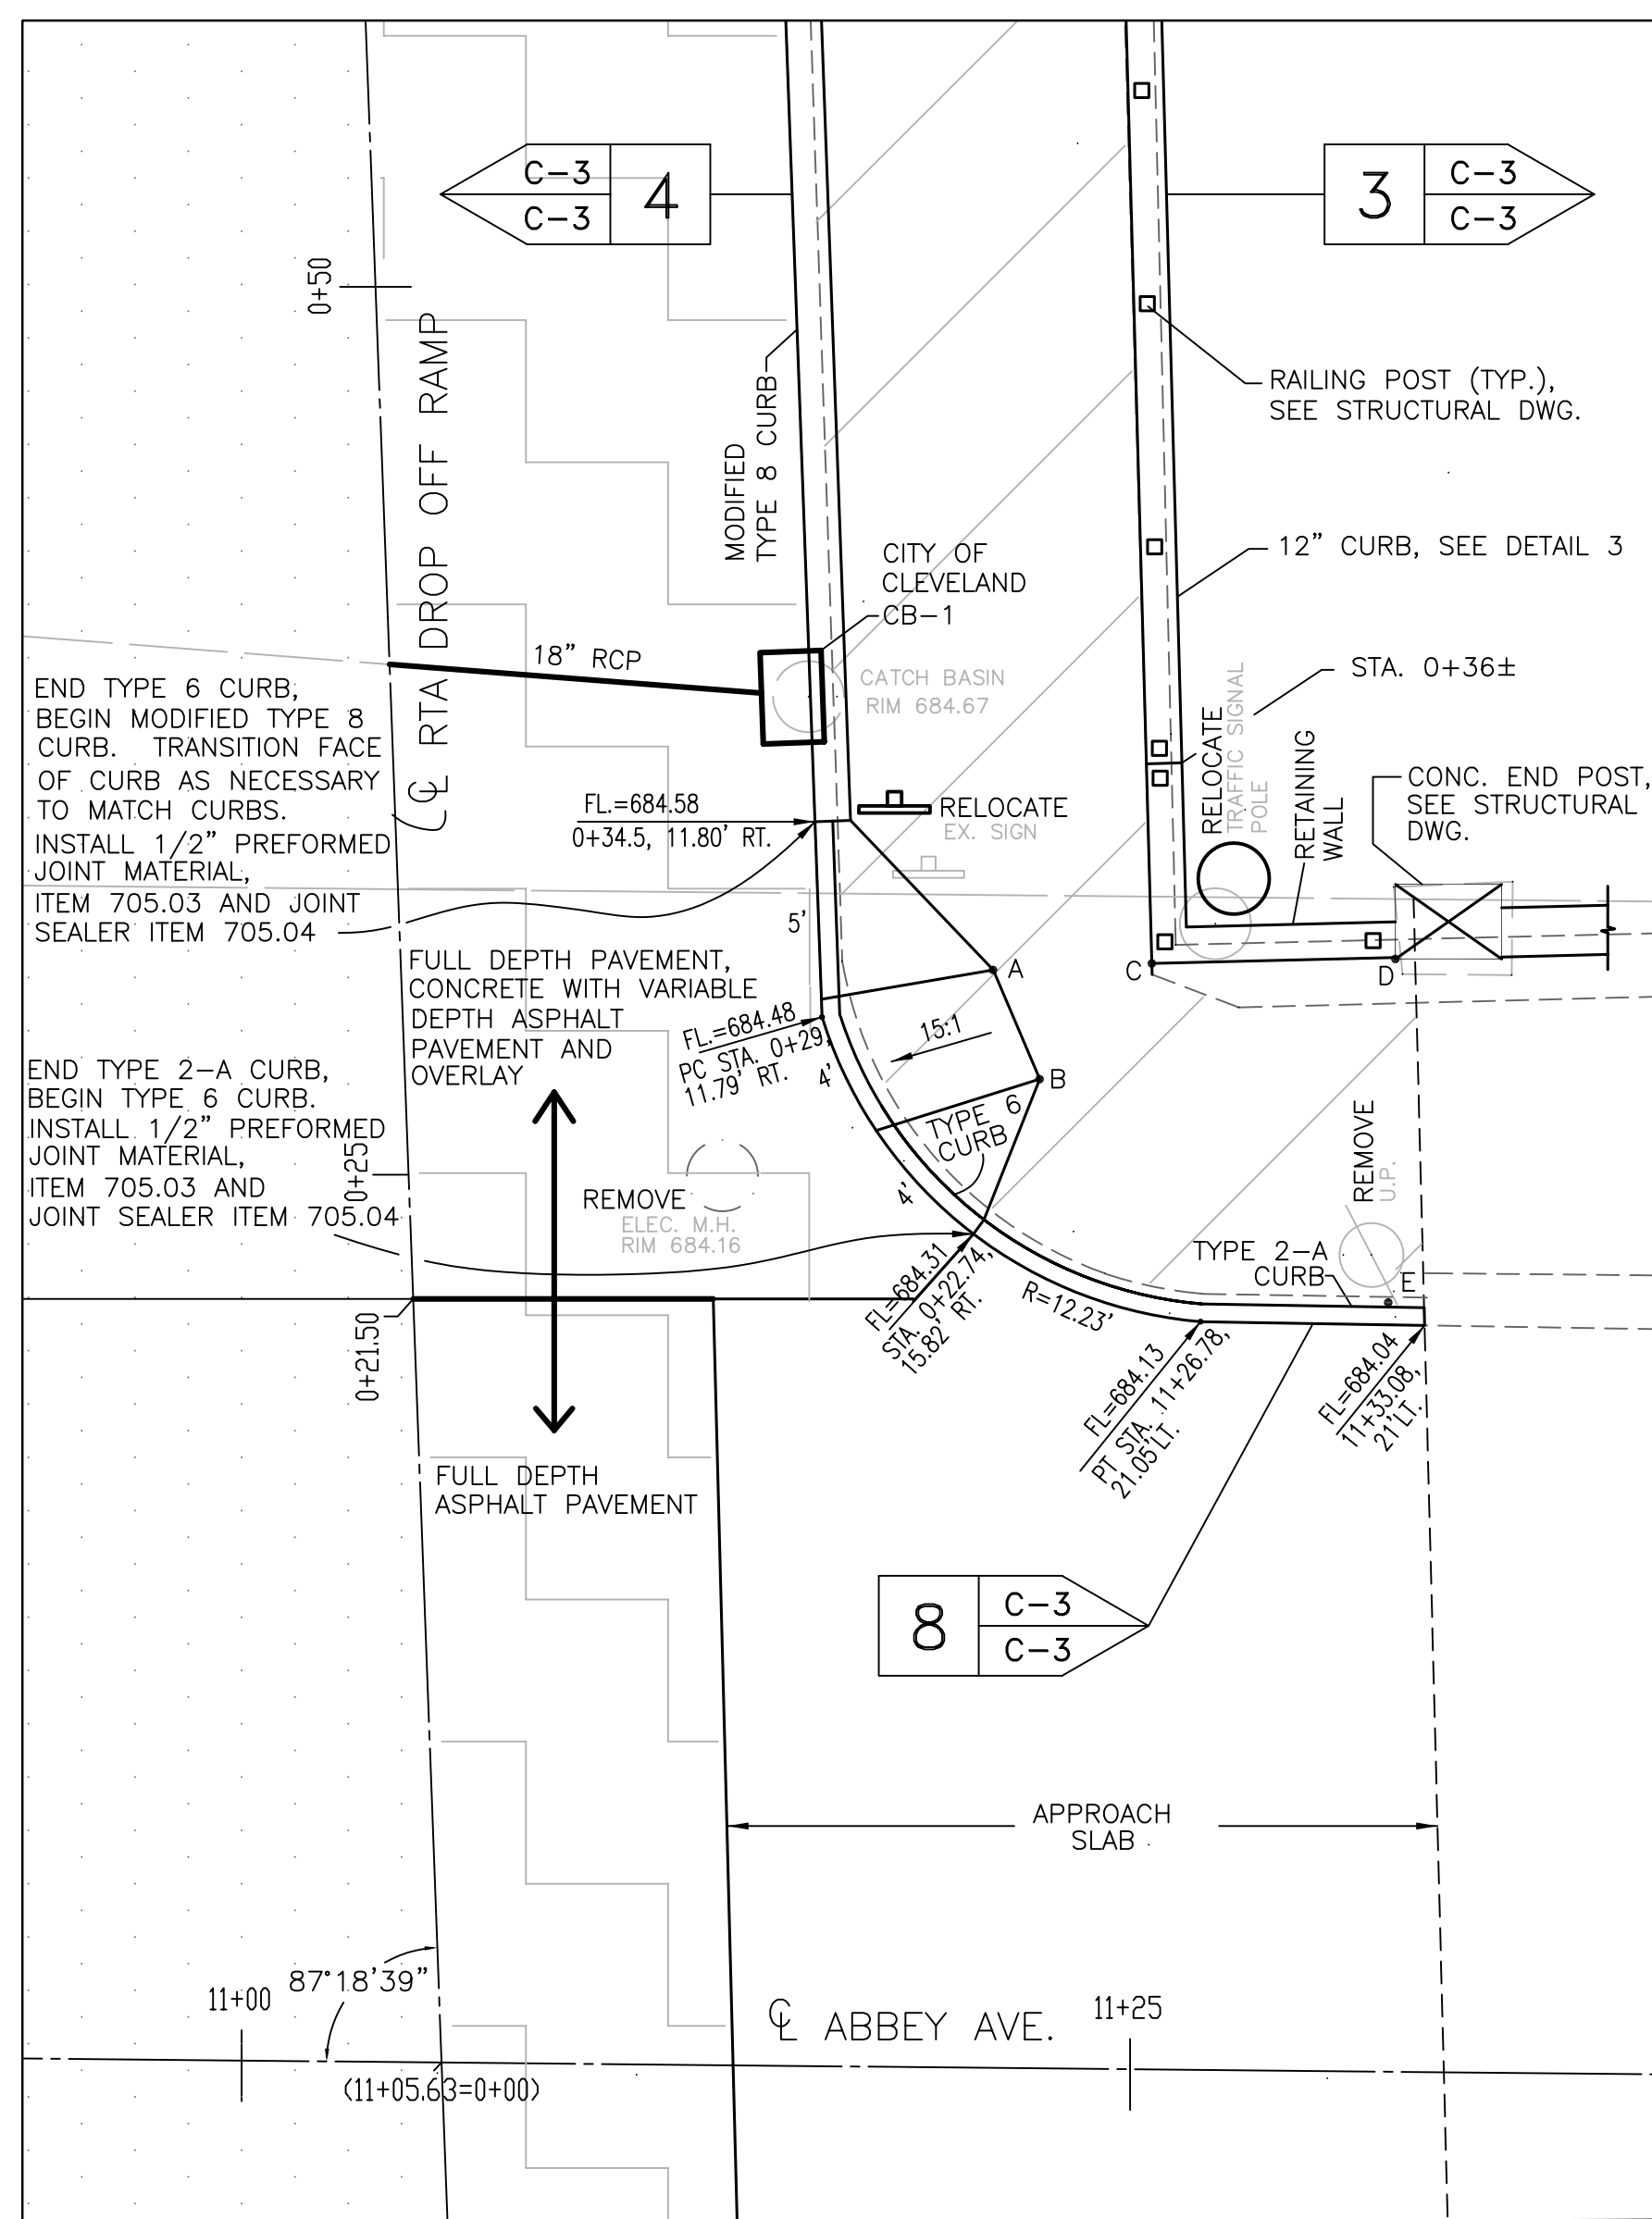 C-3
C-3
4
3
C-3
C-3
0+50
℄ RTA DROP OFF RAMP
RAILING POST (TYP.),
SEE STRUCTURAL DWG.
MODIFIED
TYPE 8 CURB
12" CURB, SEE DETAIL 3
CITY OF
CLEVELAND
CB-1
18" RCP
CATCH BASIN
RIM 684.67
STA. 0+36±
RELOCATE
TRAFFIC SIGNAL
POLE
RETAINING
WALL
CONC. END POST,
SEE STRUCTURAL
DWG.
END TYPE 6 CURB,
BEGIN MODIFIED TYPE 8
CURB. TRANSITION FACE
OF CURB AS NECESSARY
TO MATCH CURBS.
INSTALL 1/2" PREFORMED
JOINT MATERIAL,
ITEM 705.03 AND JOINT
SEALER ITEM 705.04
FL.=684.58
0+34.5, 11.80' RT.
RELOCATE
EX. SIGN
5'
A
C
D
FULL DEPTH PAVEMENT,
CONCRETE WITH VARIABLE
DEPTH ASPHALT
PAVEMENT AND
OVERLAY
FL.=684.48
PC STA. 0+29,
11.79' RT.
4'
15:1
B
TYPE 6
CURB
END TYPE 2-A CURB,
BEGIN TYPE 6 CURB.
INSTALL 1/2" PREFORMED
JOINT MATERIAL,
ITEM 705.03 AND
JOINT SEALER ITEM 705.04
0+25
REMOVE
ELEC. M.H.
RIM 684.16
4'
REMOVE
U.P.
TYPE 2-A
CURB
E
0+21.50
FL=684.31
STA. 0+22.74,
15.82' RT.
R=12.23'
FL=684.13
PT STA. 11+26.78,
21.05'LT.
FL=684.04
11+33.08,
21'LT.
FULL DEPTH
ASPHALT PAVEMENT
8
C-3
C-3
APPROACH
SLAB
87°18'39"
11+00
℄ ABBEY AVE.
11+25
(11+05.63=0+00)